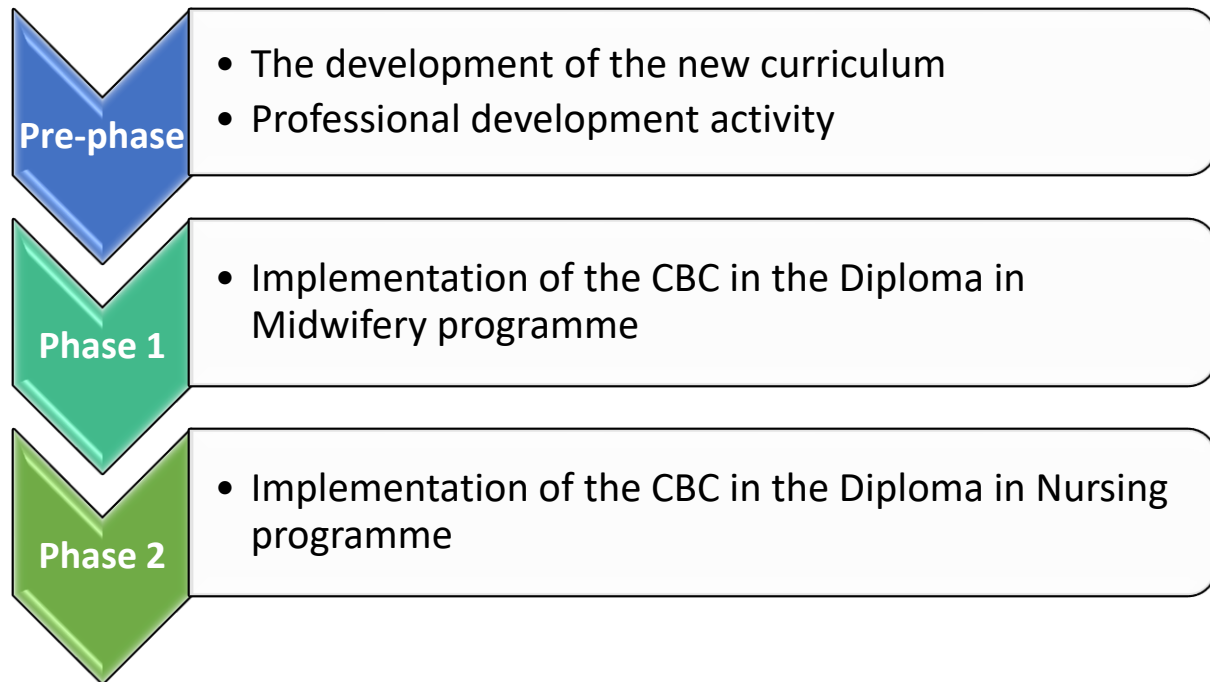 Pre-phase
• The development of the new curriculum
• Professional development activity
Phase 1
• Implementation of the CBC in the Diploma in
Midwifery programme
Phase 2
• Implementation of the CBC in the Diploma in Nursing
programme